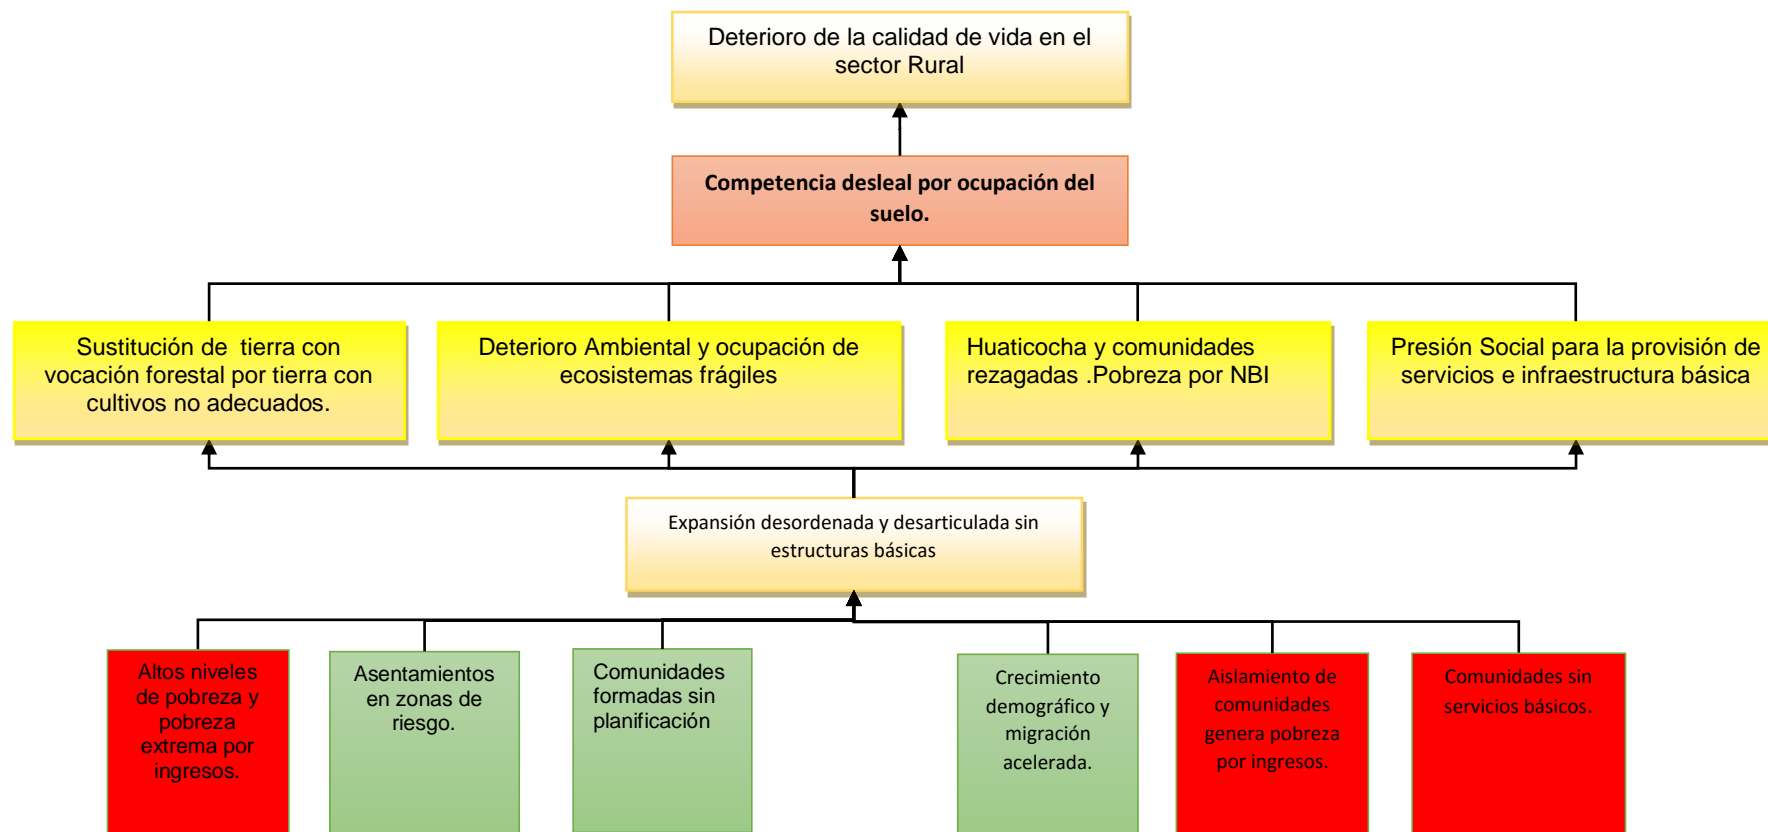 Deterioro de la calidad de vida en el
sector Rural
Competencia desleal por ocupación del
suelo.
Sustitución de tierra con
vocación forestal por tierra con
cultivos no adecuados.
Deterioro Ambiental y ocupación de
ecosistemas frágiles
Huaticocha y comunidades
rezagadas .Pobreza por NBI
Presión Social para la provisión de
servicios e infraestructura básica
Expansión desordenada y desarticulada sin
estructuras básicas
Altos niveles
de pobreza y
pobreza
extrema por
ingresos.
Asentamientos
en zonas de
riesgo.
Comunidades
formadas sin
planificación
Crecimiento
demográfico y
migración
acelerada.
Aislamiento de
comunidades
genera pobreza
por ingresos.
Comunidades sin
servicios básicos.